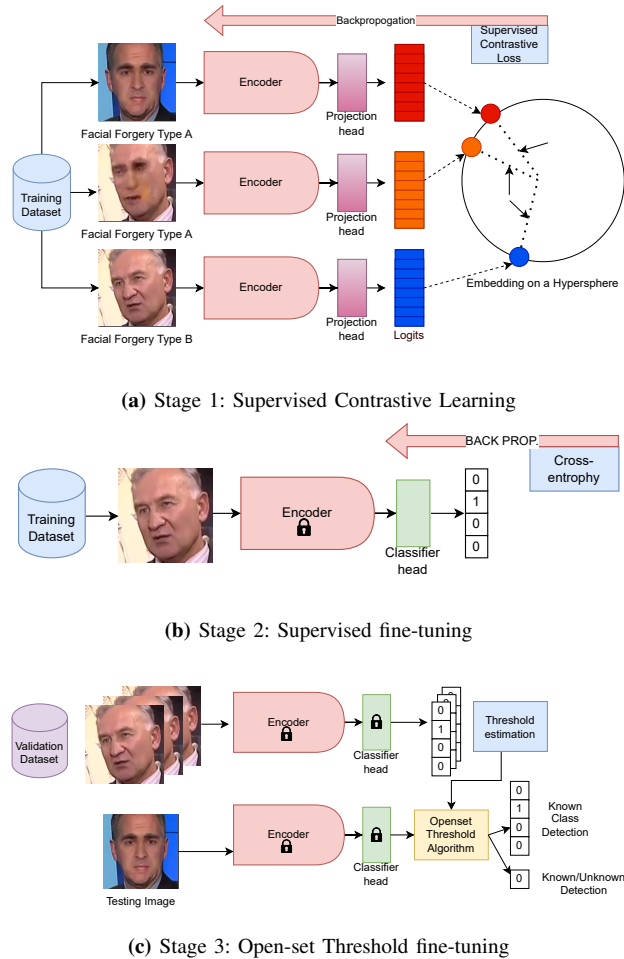 Backpropogation
Supervised
Contrastive
Loss
Encoder
Projection
head
Facial Forgery Type A
Training
Dataset
Encoder
Projection
head
Facial Forgery Type A
Encoder
Projection
head
Logits
Embedding on a Hypersphere
Facial Forgery Type B
(a) Stage 1: Supervised Contrastive Learning
BACK PROP.
Cross-
entrophy
Training
Dataset
Encoder
Classifier
head
0
1
0
0
(b) Stage 2: Supervised fine-tuning
Validation
Dataset
Encoder
Classifier
head
0
0
1
0
0
Threshold
estimation
Testing Image
Encoder
Classifier
head
Openset
Threshold
Algorithm
0
1
0
0
Known
Class
Detection
0
Known/Unknown
Detection
(c) Stage 3: Open-set Threshold fine-tuning